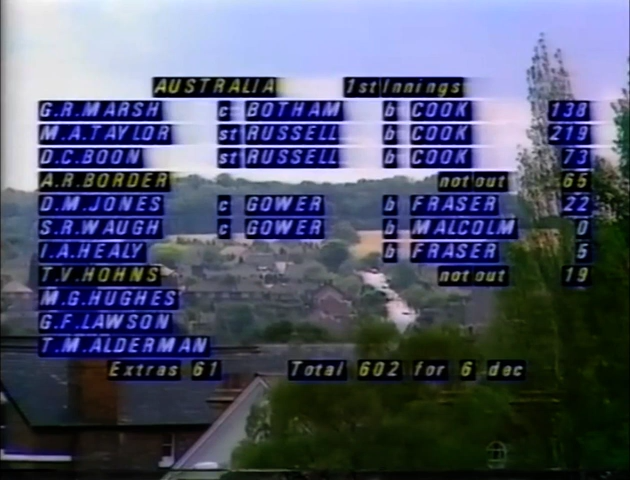 AUSTRALIA 1st Innings
G.R.MARSH c BOTHAM b COOK 138
M.A.TAYLOR st RUSSELL b COOK 219
D.C.BOON st RUSSELL b COOK 73
A.R.BORDER not out 65
D.M.JONES c GOWER b FRASER 22
S.R.WAUGH c GOWER b MALCOLM 0
I.A.HEALY b FRASER 5
T.V.HOHNS not out 19
M.G.HUGHES
G.F.LAWSON
T.M.ALDERMAN
Extras 61 Total 602 for 6 dec